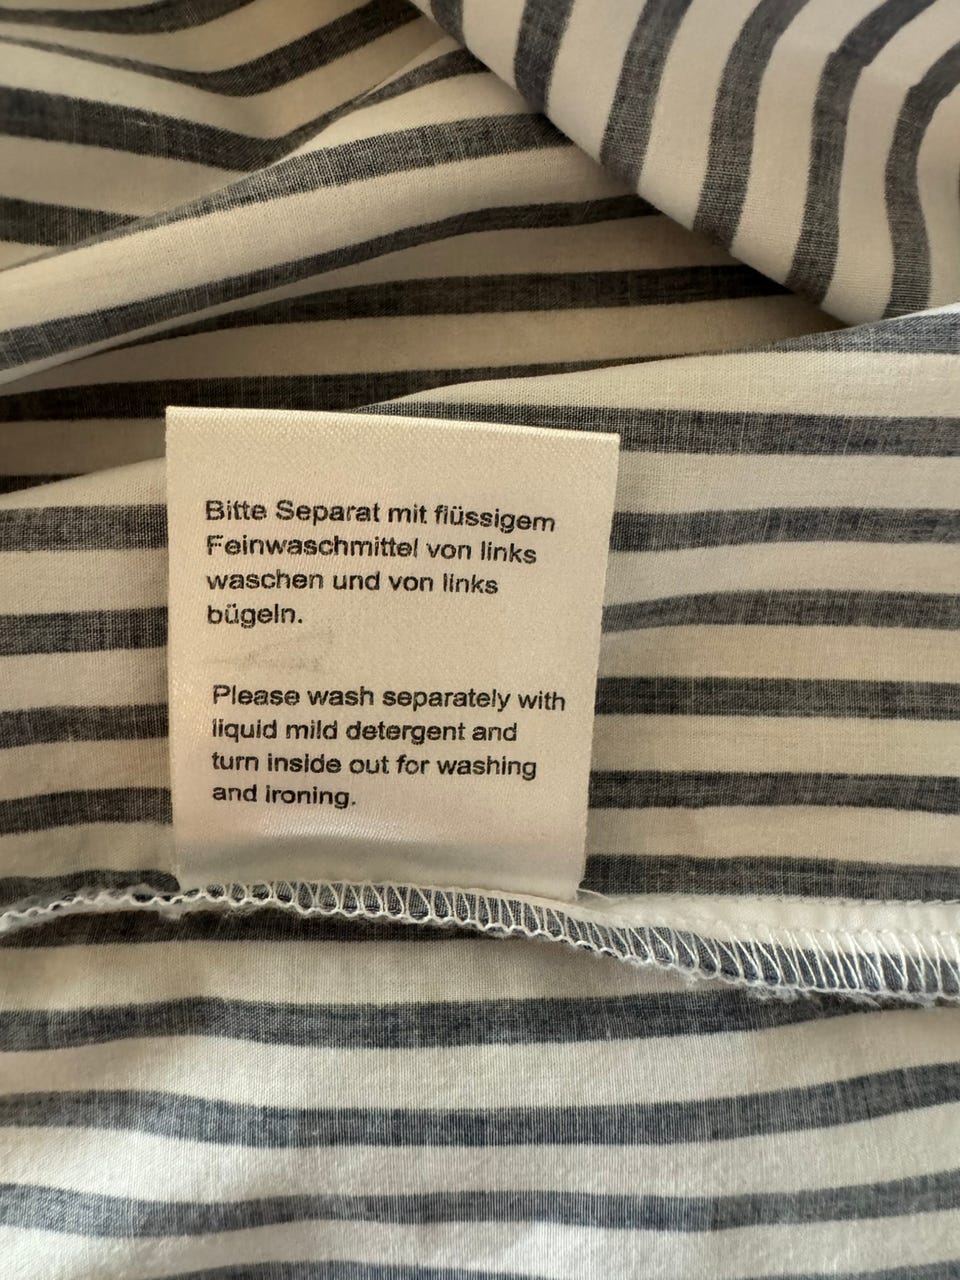 Bitte Separat mit flüssigem
Feinwaschmittel von links
waschen und von links
bügeln.
Please wash separately with
liquid mild detergent and
turn inside out for washing
and ironing.